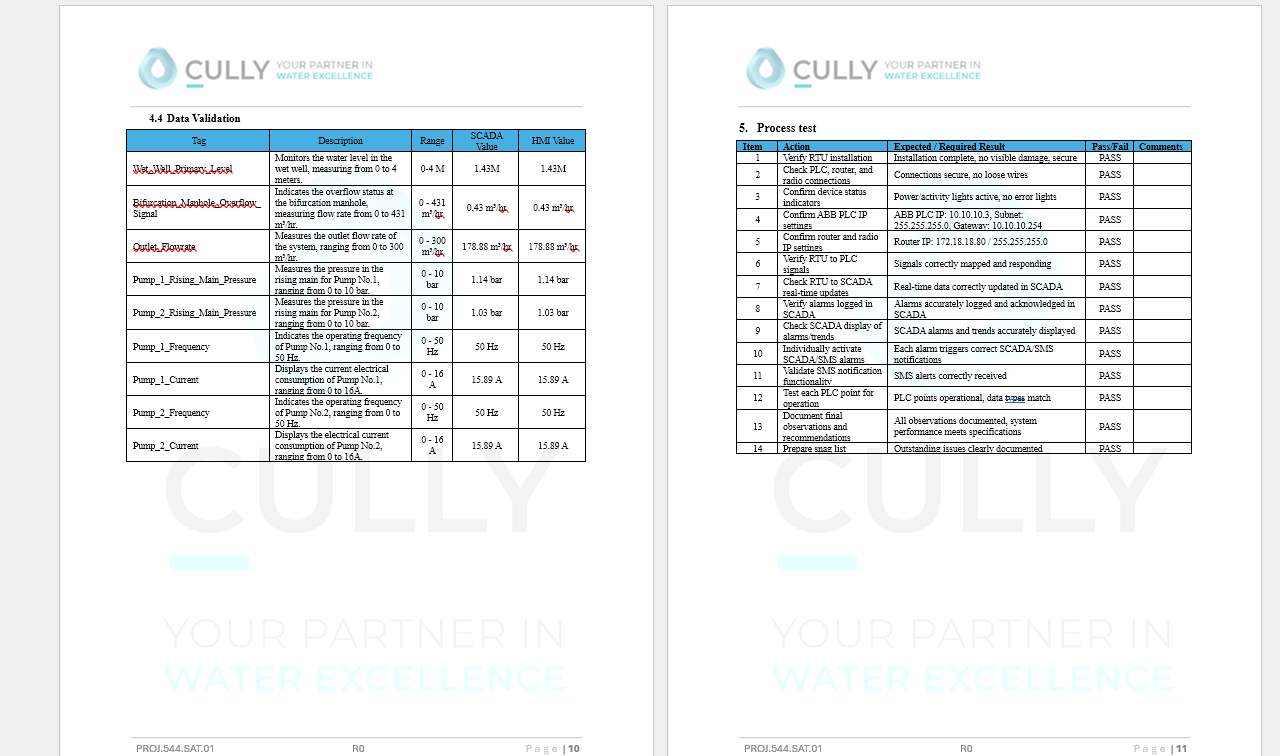 CULLY YOUR PARTNER IN
WATER EXCELLENCE
4.4 Data Validation
Tag Description Range SCADA Value HMI Value
Wet_Well_Primary_Level Monitors the water level in the wet well, measuring from 0 to 4 meters. 0-4 M 1.43M 1.43M
Bifurcation_Manhole_Overflow_Signal Indicates the overflow status at the bifurcation manhole, measuring flow rate from 0 to 431 m³/hr. 0 - 431 m³/hr. 0.43 m³/hr. 0.43 m³/hr.
Outlet_Flowrate Measures the outlet flow rate of the system, ranging from 0 to 300 m³/hr. 0 - 300 m³/hr. 178.88 m³/hr. 178.88 m³/hr.
Pump_1_Rising_Main_Pressure Measures the pressure in the rising main for Pump No.1, ranging from 0 to 10 bar. 0 - 10 bar 1.14 bar 1.14 bar
Pump_2_Rising_Main_Pressure Measures the pressure in the rising main for Pump No.2, ranging from 0 to 10 bar. 0 - 10 bar 1.03 bar 1.03 bar
Pump_1_Frequency Indicates the operating frequency of Pump No.1, ranging from 0 to 50 Hz. 0 - 50 Hz 50 Hz 50 Hz
Pump_1_Current Displays the current electrical consumption of Pump No.1, ranging from 0 to 16A. 0 - 16 A 15.89 A 15.89 A
Pump_2_Frequency Indicates the operating frequency of Pump No.2, ranging from 0 to 50 Hz. 0 - 50 Hz 50 Hz 50 Hz
Pump_2_Current Displays the electrical current consumption of Pump No.2, ranging from 0 to 16A. 0 - 16 A 15.89 A 15.89 A
CULLY
YOUR PARTNER IN
WATER EXCELLENCE
PROJ.544.SAT.01 R0 Page | 10
CULLY YOUR PARTNER IN
WATER EXCELLENCE
5. Process test
Item Action Expected / Required Result Pass/Fail Comments
1 Verify RTU installation Installation complete, no visible damage, secure PASS
2 Check PLC, router, and radio connections Connections secure, no loose wires PASS
3 Confirm device status indicators Power/activity lights active, no error lights PASS
4 Confirm ABB PLC IP settings ABB PLC IP: 10.10.10.3, Subnet: 255.255.255.0, Gateway: 10.10.10.254 PASS
5 Confirm router and radio IP settings Router IP: 172.18.18.80 / 255.255.255.0 PASS
6 Verify RTU to PLC signals Signals correctly mapped and responding PASS
7 Check RTU to SCADA real-time updates Real-time data correctly updated in SCADA PASS
8 Verify alarms logged in SCADA Alarms accurately logged and acknowledged in SCADA PASS
9 Check SCADA display of alarms/trends SCADA alarms and trends accurately displayed PASS
10 Individually activate SCADA/SMS alarms Each alarm triggers correct SCADA/SMS notifications PASS
11 Validate SMS notification functionality SMS alerts correctly received PASS
12 Test each PLC point for operation PLC points operational, data types match PASS
13 Document final observations and recommendations All observations documented, system performance meets specifications PASS
14 Prepare snag list Outstanding issues clearly documented PASS
CULLY
YOUR PARTNER IN
WATER EXCELLENCE
PROJ.544.SAT.01 R0 Page | 11